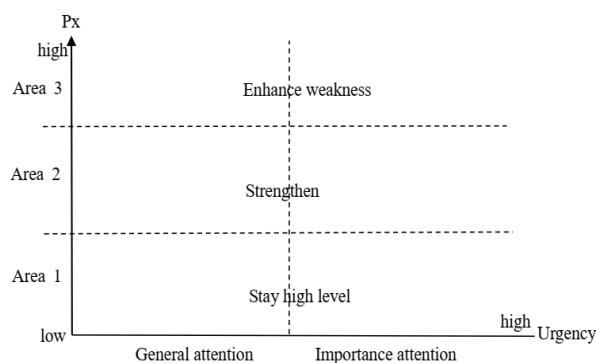 Px
high
Area 3
Enhance weakness
Area 2
Strengthen
Area 1
Stay high level
high
low
Urgency
General attention
Importance attention